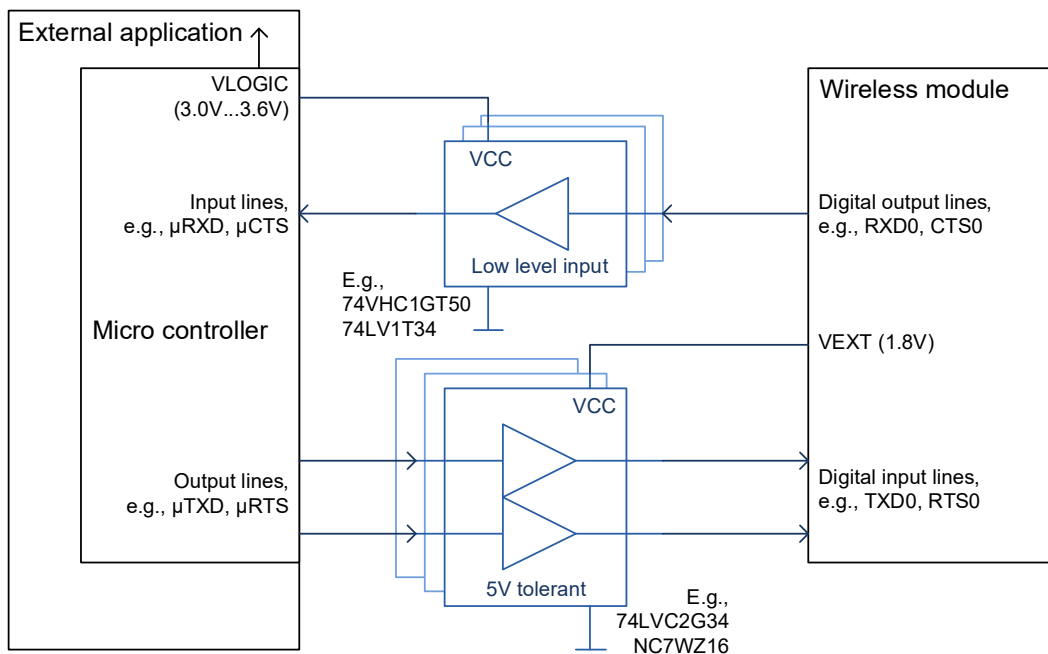 External application
VLOGIC
(3.0V...3.6V)
Wireless module
VCC
Input lines,
e.g., µRXD, µCTS
Digital output lines,
e.g., RXD0, CTS0
Low level input
E.g.,
74VHC1GT50
74LV1T34
Micro controller
VEXT (1.8V)
VCC
Output lines,
e.g., µTXD, µRTS
Digital input lines,
e.g., TXD0, RTS0
5V tolerant
E.g.,
74LVC2G34
NC7WZ16